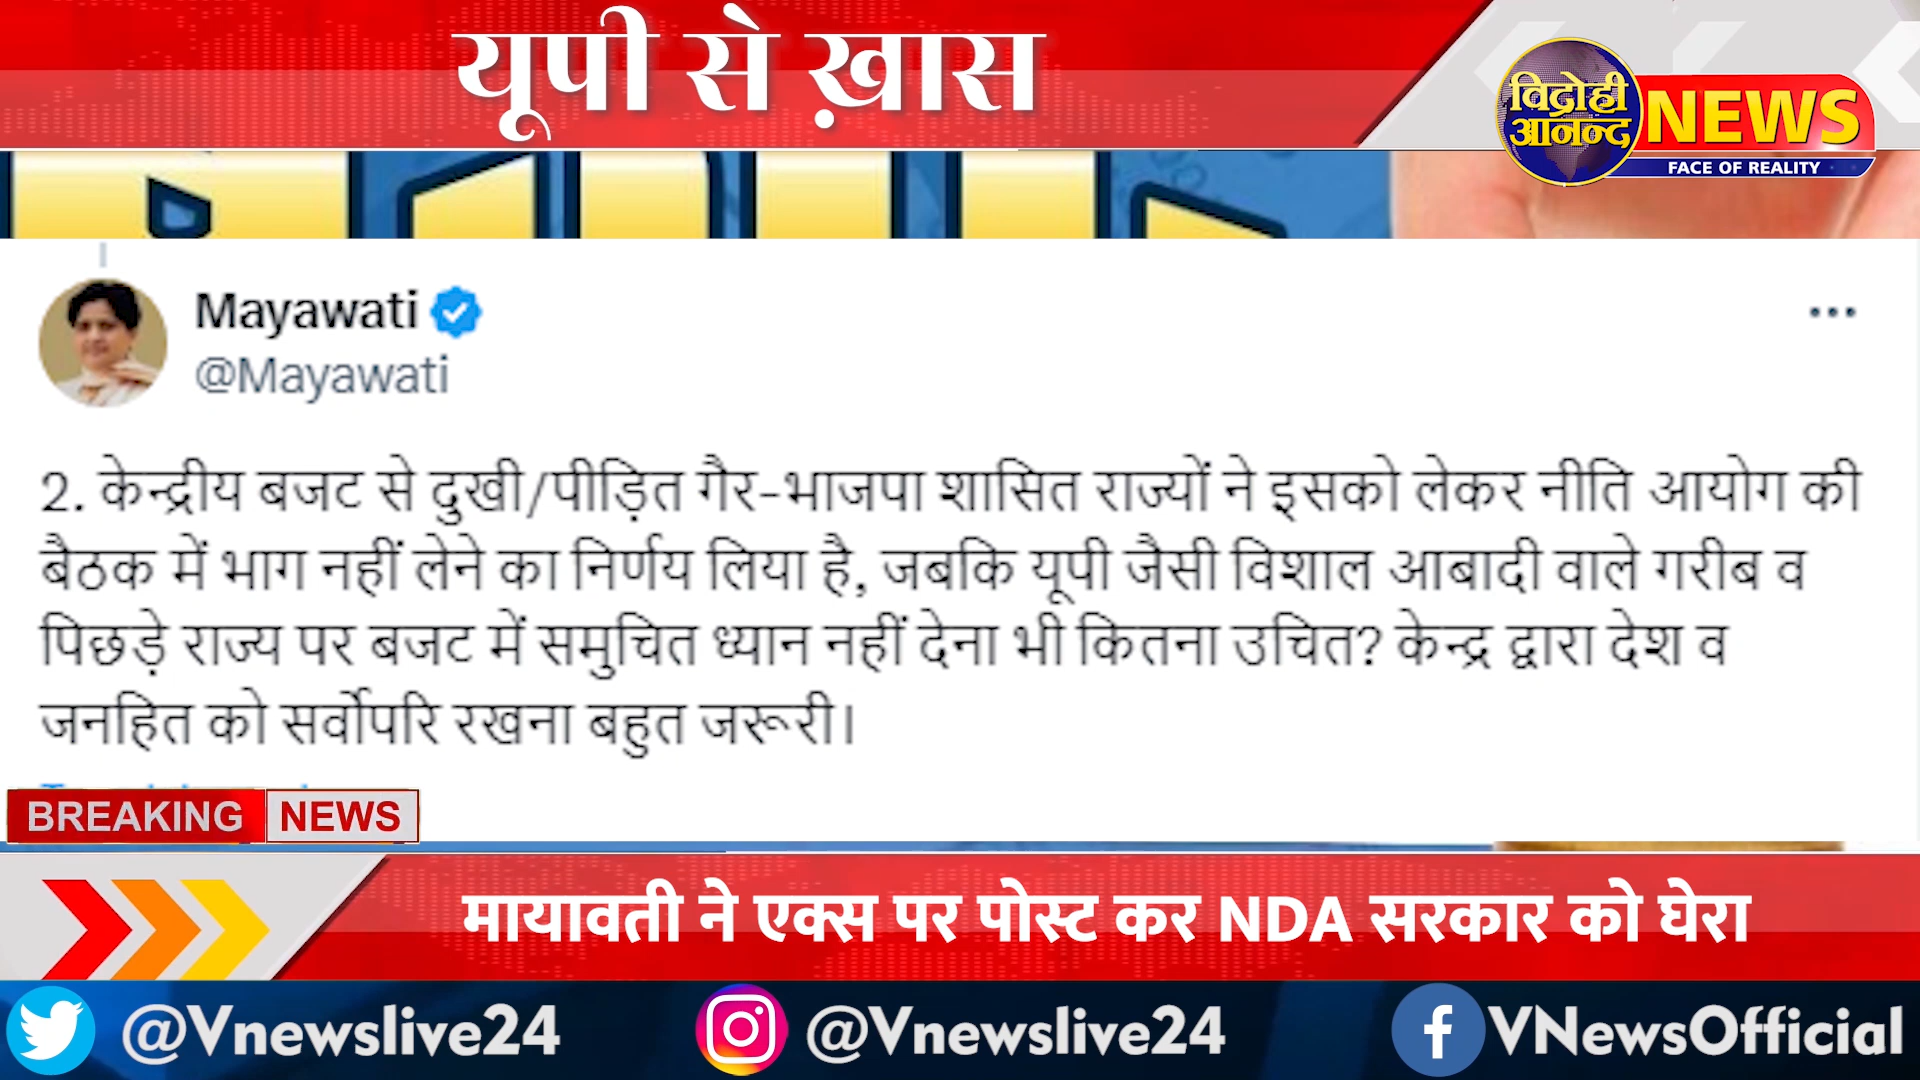 यूपी से ख़ास
विद्रोही
आनन्द
NEWS
FACE OF REALITY
Mayawati
@Mayawati
2. केन्द्रीय बजट से दुखी/पीड़ित गैर-भाजपा शासित राज्यों ने इसको लेकर नीति आयोग की
बैठक में भाग नहीं लेने का निर्णय लिया है, जबकि यूपी जैसी विशाल आबादी वाले गरीब व
पिछड़े राज्य पर बजट में समुचित ध्यान नहीं देना भी कितना उचित? केन्द्र द्वारा देश व
जनहित को सर्वोपरि रखना बहुत जरूरी।
BREAKING NEWS
मायावती ने एक्स पर पोस्ट कर NDA सरकार को घेरा
@Vnewslive24 @Vnewslive24 VNewsOfficial